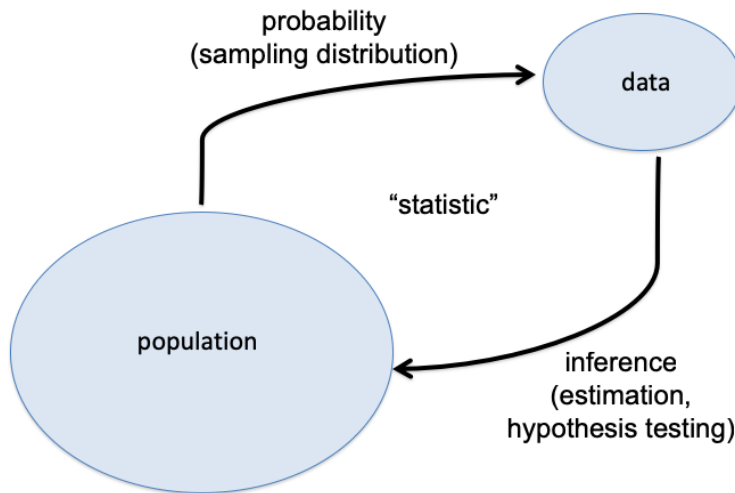 probability
(sampling distribution)
data
“statistic”
population
inference
(estimation,
hypothesis testing)